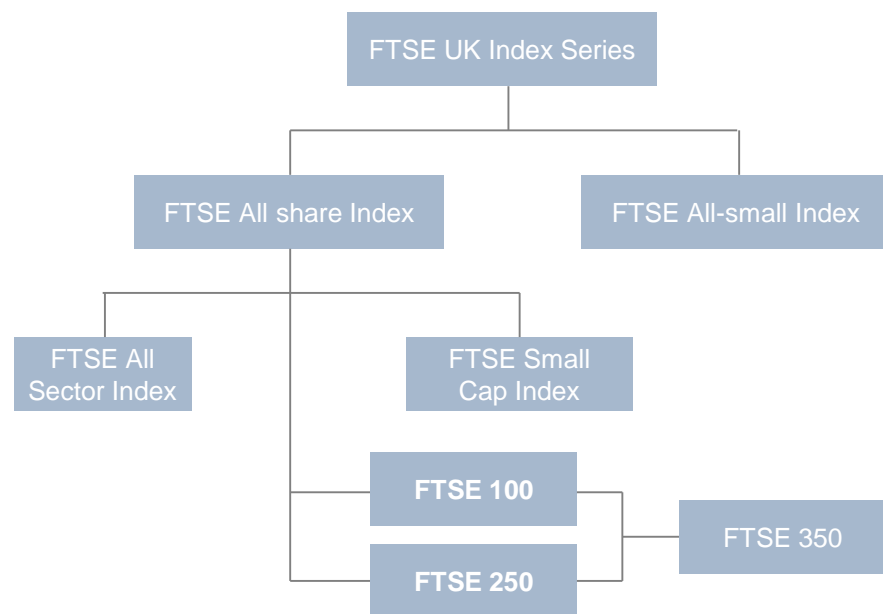 FTSE UK Index Series
FTSE All share Index
FTSE All-small Index
FTSE All
Sector Index
FTSE Small
Cap Index
FTSE 100
FTSE 350
FTSE 250